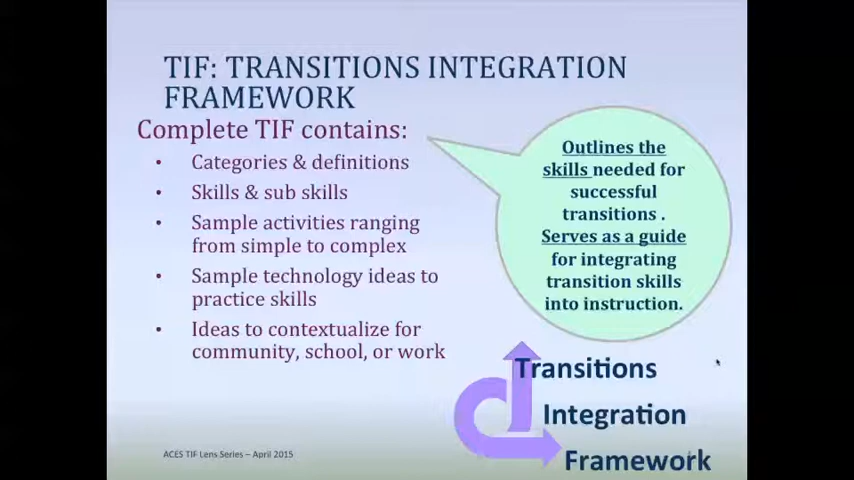 TIF: TRANSITIONS INTEGRATION
FRAMEWORK
Complete TIF contains:
• Categories & definitions
• Skills & sub skills
• Sample activities ranging
from simple to complex
• Sample technology ideas to
practice skills
• Ideas to contextualize for
community, school, or work
Outlines the
skills needed for
successful
transitions .
Serves as a guide
for integrating
transition skills
into instruction.
Transitions
Integration
Framework
ACES TIF Lens Series – April 2015